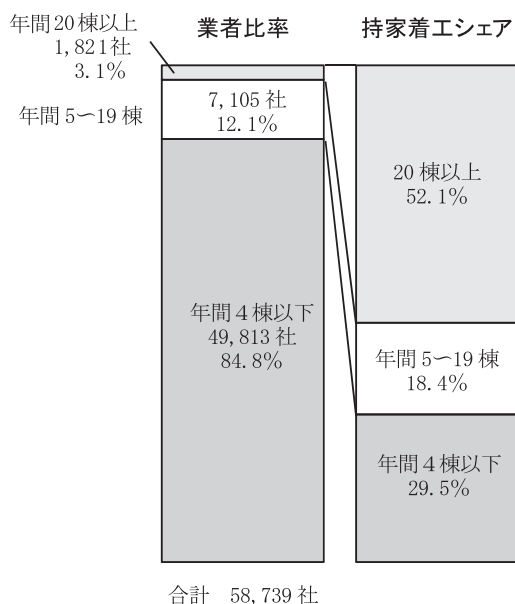 業者比率
持家着工シェア
年間20棟以上
1,821社
3.1%
年間5〜19棟
7,105社
12.1%
年間4棟以下
49,813社
84.8%
20棟以上
52.1%
年間5〜19棟
18.4%
年間4棟以下
29.5%
合計 58,739社